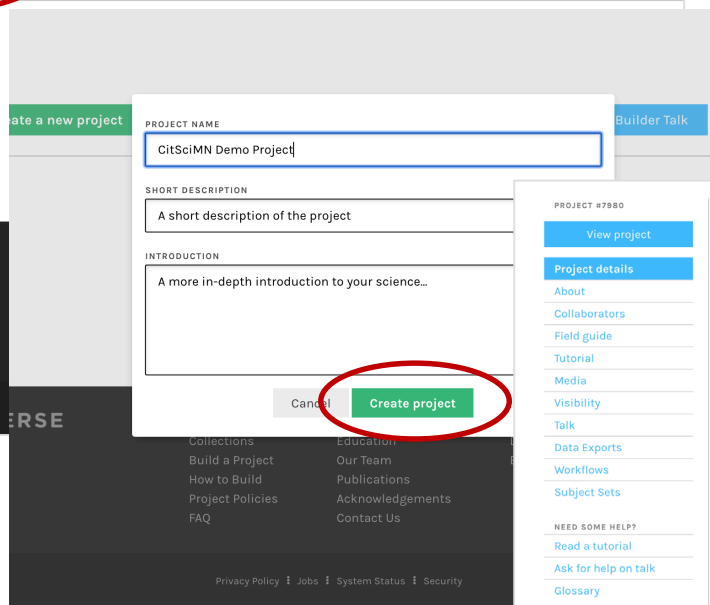 eate a new project
Builder Talk
PROJECT NAME
CitSciMN Demo Project
SHORT DESCRIPTION
A short description of the project
INTRODUCTION
A more in-depth introduction to your science...
Cancel
Create project
ERSE
Collections
Build a Project
How to Build
Project Policies
FAQ
Education
Our Team
Publications
Acknowledgements
Contact Us
Privacy Policy Jobs System Status Security
PROJECT #7980
View project
Project details
About
Collaborators
Field guide
Tutorial
Media
Visibility
Talk
Data Exports
Workflows
Subject Sets
NEED SOME HELP?
Read a tutorial
Ask for help on talk
Glossary